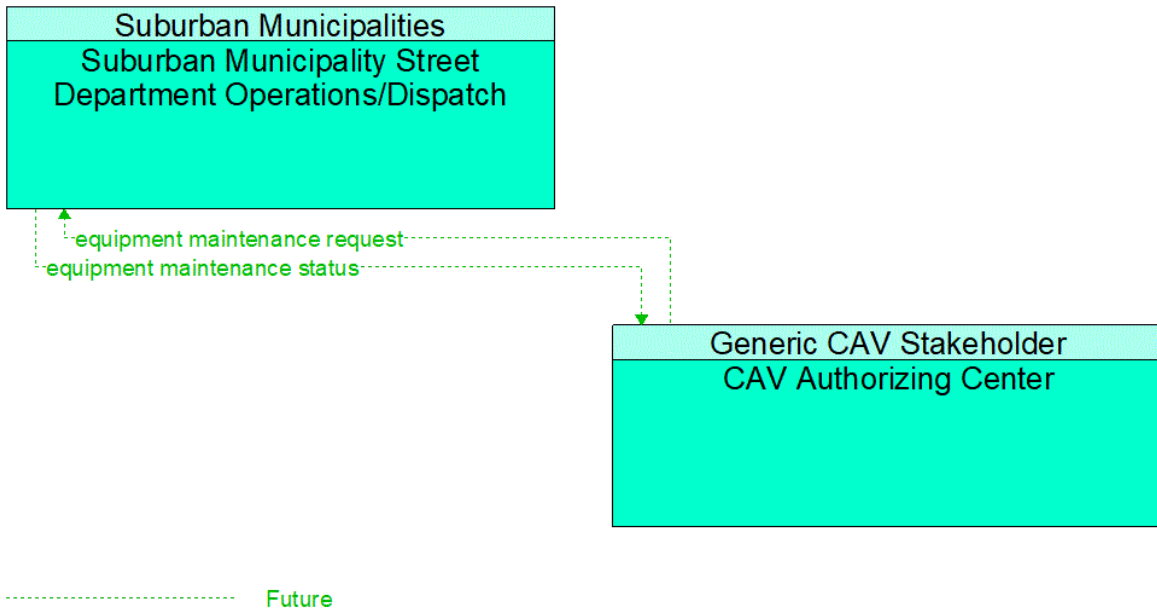 Suburban Municipalities
Suburban Municipality Street
Department Operations/Dispatch
equipment maintenance request
equipment maintenance status
Generic CAV Stakeholder
CAV Authorizing Center
Future